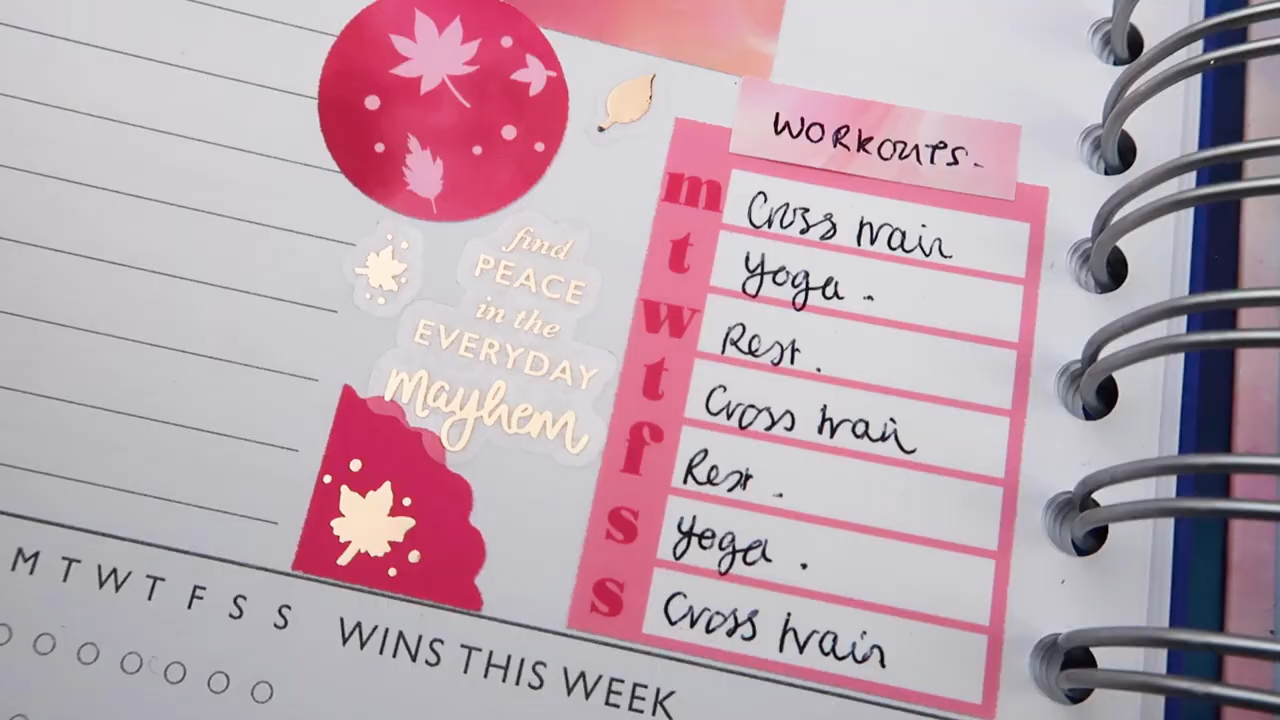 WORKOUTS.
m Cross train
t Yoga.
w Rest.
t Cross train
f Rest.
s Yoga.
s Cross train
find
PEACE
in the
EVERYDAY
mayhem
M T W T F S S
WINS THIS WEEK